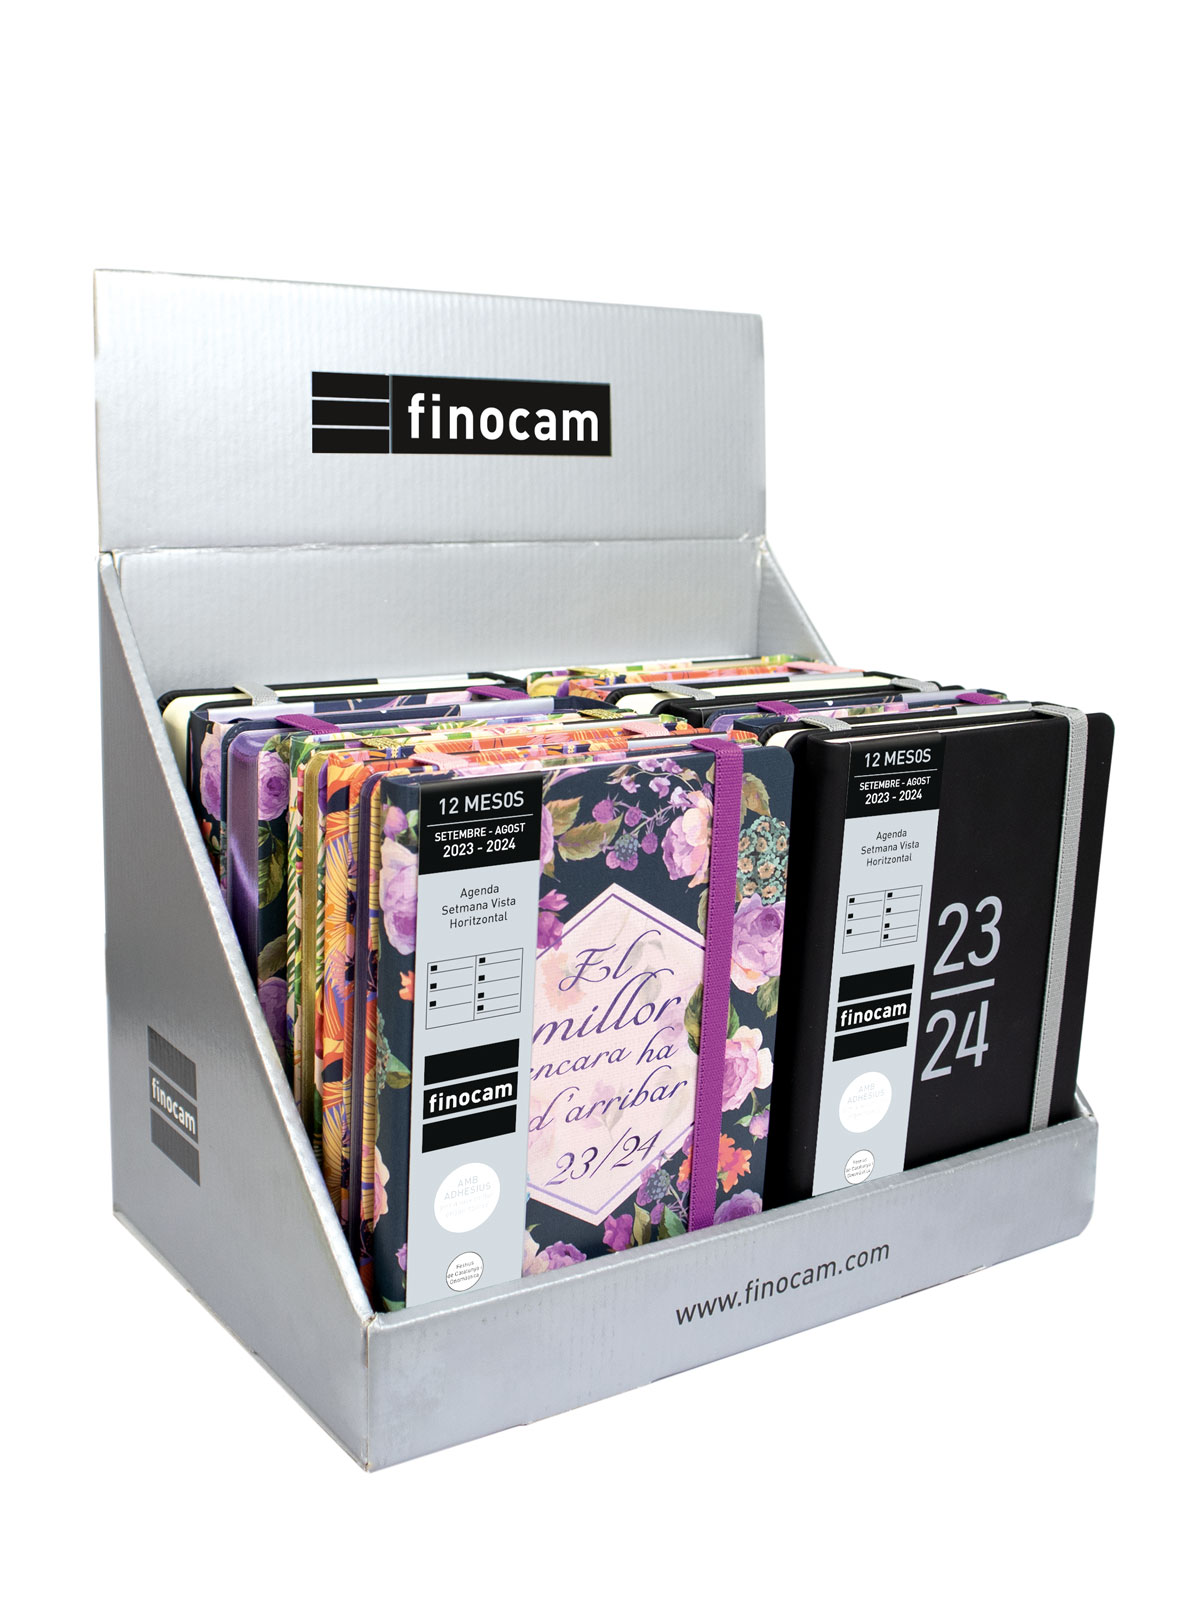 finocam
12 MESOS
SETEMBRE - AGOST
2023 - 2024
Agenda
Setmana Vista
Horitzontal
finocam
AMB
ADHESIUS
El
millor
encara ha
d'arribar
23/24
12 MESOS
SETEMBRE - AGOST
2023 - 2024
Agenda
Setmana Vista
Horitzontal
finocam
AMB
ADHESIUS
23
24
finocam
www.finocam.com